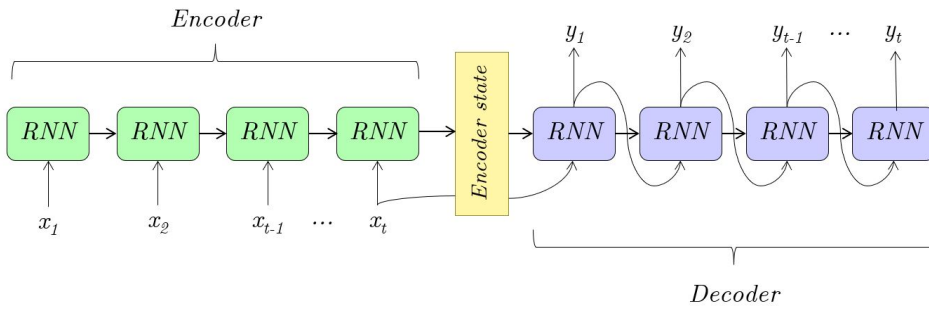 Encoder
y1 y2 yt-1 ... yt
RNN RNN RNN RNN
Encoder state
RNN RNN RNN RNN
x1 x2 xt-1 ... xt
Decoder